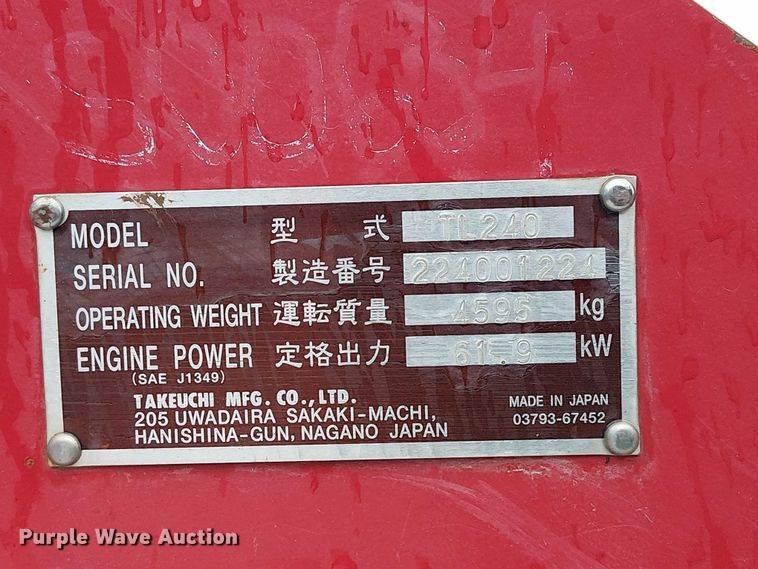 MODEL 型式 TL240
SERIAL NO. 製造番号 224001224
OPERATING WEIGHT 運転質量 4595 kg
ENGINE POWER 定格出力 61.9 kW
(SAE J1349)
TAKEUCHI MFG. CO., LTD.
205 UWADAIRA SAKAKI-MACHI,
HANISHINA-GUN, NAGANO JAPAN
MADE IN JAPAN
03793-67452
Purple Wave Auction